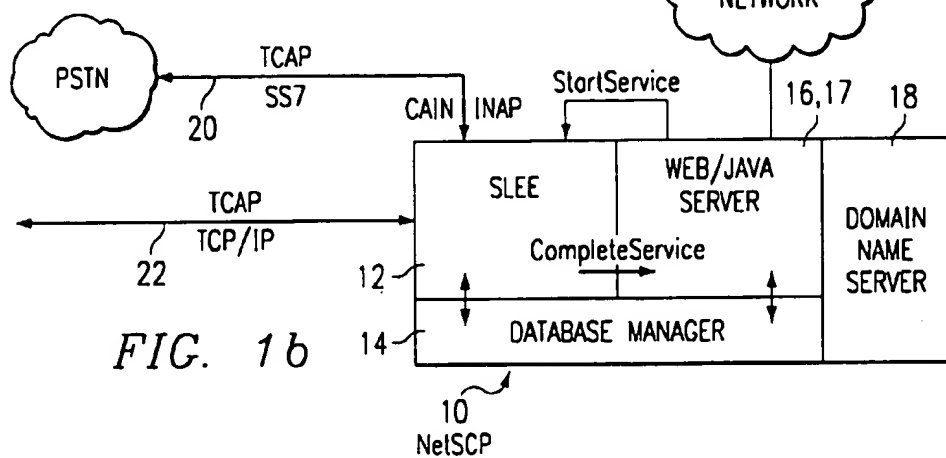 NETWORK
PSTN
TCAP
SS7
20
CAIN INAP
StartService
16,17
18
SLEE
WEB/JAVA
SERVER
DOMAIN
NAME
SERVER
TCAP
TCP/IP
22
12
CompleteService
14
DATABASE MANAGER
FIG. 1b
10
NetSCP